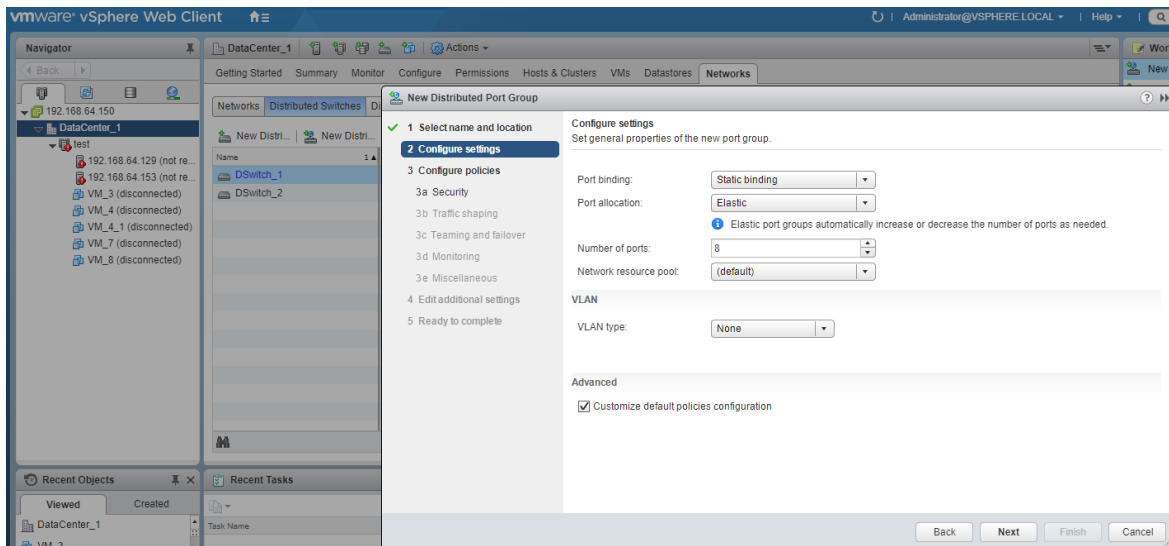 vmware® vSphere Web Client
Administrator@VSPHERE.LOCAL | Help
Navigator
Back
192.168.64.150
DataCenter_1
test
192.168.64.129 (not re...
192.168.64.153 (not re...
VM_3 (disconnected)
VM_4 (disconnected)
VM_4_1 (disconnected)
VM_7 (disconnected)
VM_8 (disconnected)
DataCenter_1 | Actions
Getting Started Summary Monitor Configure Permissions Hosts & Clusters VMs Datastores Networks
Networks Distributed Switches Di
New Distri... | New Distri...
Name 1
DSwitch_1
DSwitch_2
Wor
New
New Distributed Port Group
1 Select name and location
2 Configure settings
3 Configure policies
3a Security
3b Traffic shaping
3c Teaming and failover
3d Monitoring
3e Miscellaneous
4 Edit additional settings
5 Ready to complete
Configure settings
Set general properties of the new port group.
Port binding: Static binding
Port allocation: Elastic
Elastic port groups automatically increase or decrease the number of ports as needed.
Number of ports: 8
Network resource pool: (default)
VLAN
VLAN type: None
Advanced
Customize default policies configuration
Back Next Finish Cancel
Recent Objects
Viewed Created
DataCenter_1
Recent Tasks
Task Name